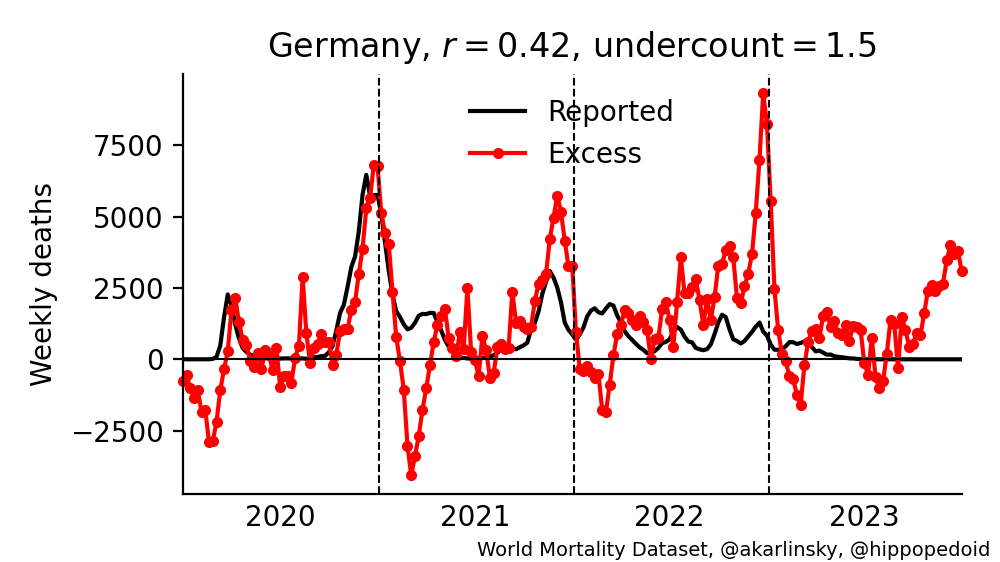 Germany, r = 0.42, undercount = 1.5
Reported
Excess
Weekly deaths
7500
5000
2500
0
−2500
2020 2021 2022 2023
World Mortality Dataset, @akarlinsky, @hippopedoid